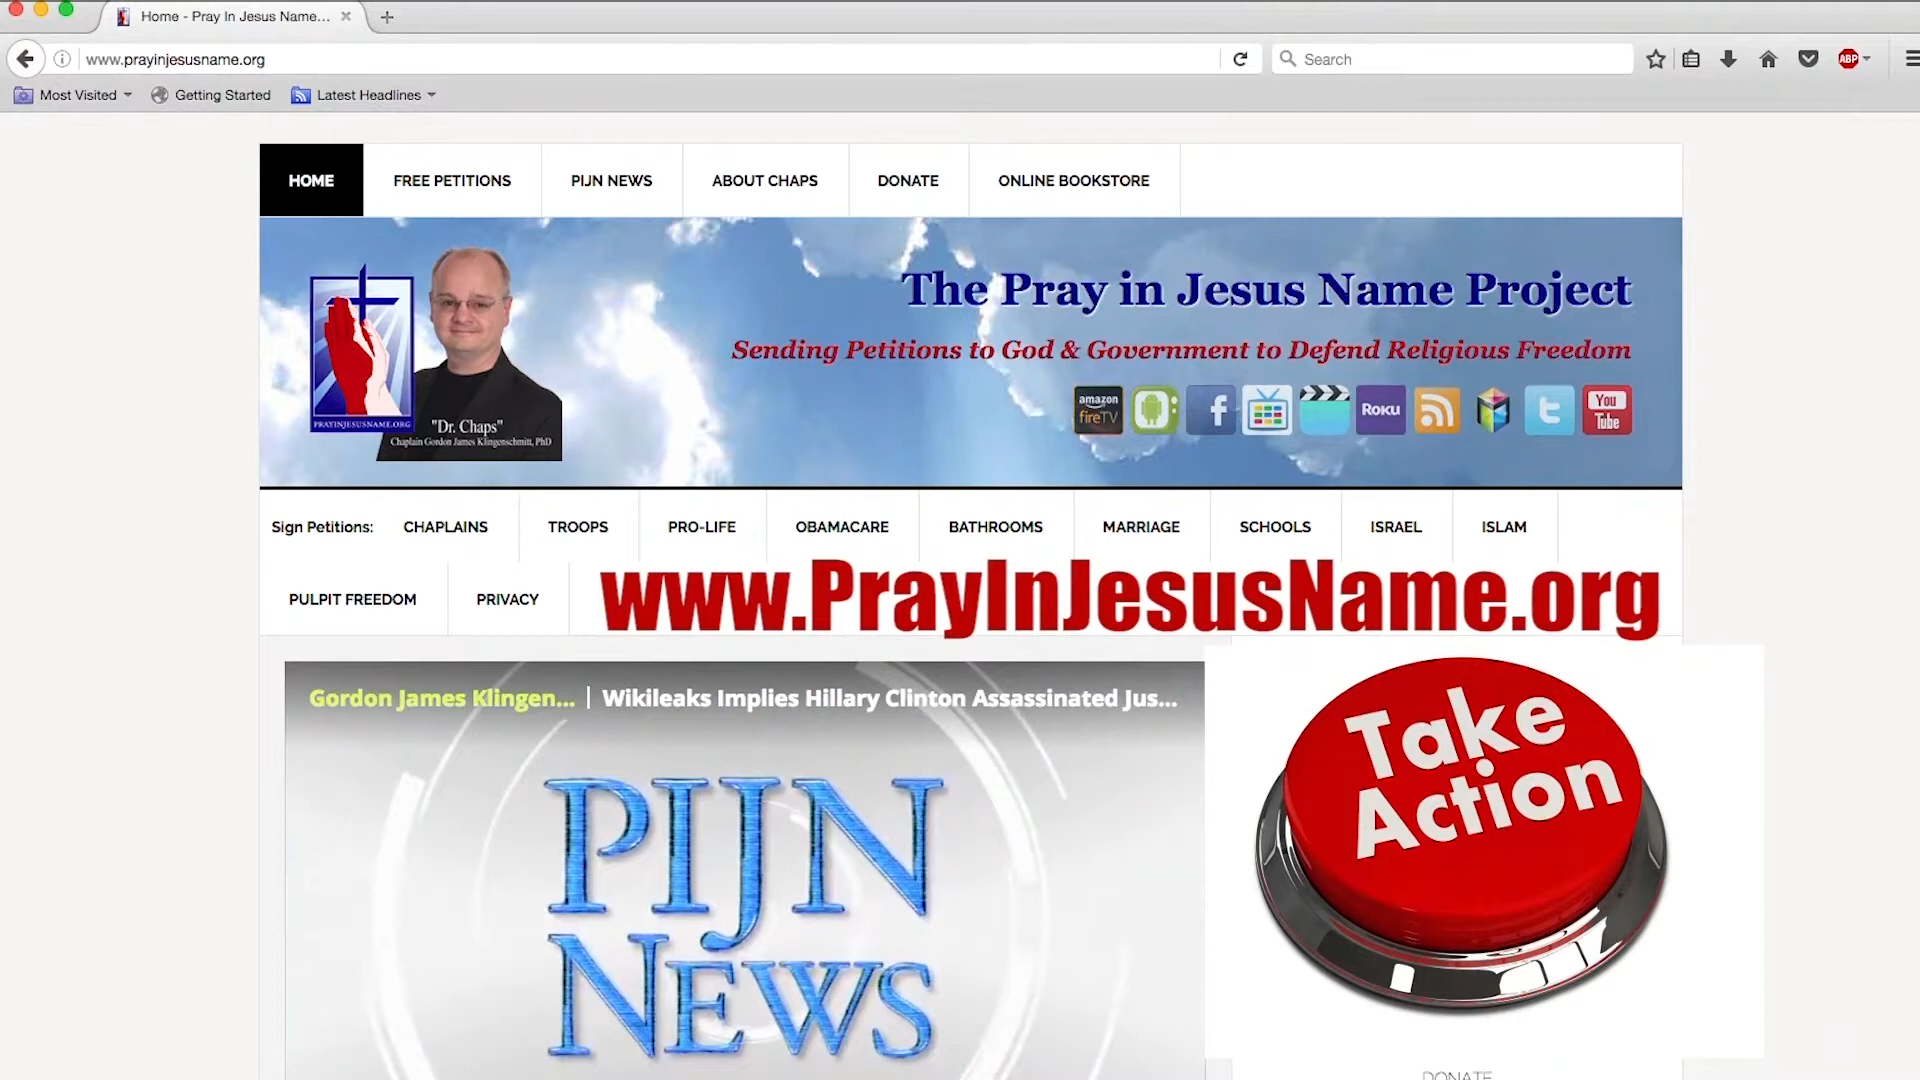 Home - Pray In Jesus Name...
www.prayinjesusname.org
Search
ABP
Most Visited
Getting Started
Latest Headlines
HOME
FREE PETITIONS
PIJN NEWS
ABOUT CHAPS
DONATE
ONLINE BOOKSTORE
The Pray in Jesus Name Project
Sending Petitions to God & Government to Defend Religious Freedom
PRAYINJESUSNAME.ORG
"Dr. Chaps"
Chaplain Gordon James Klingenschmitt, PhD
amazon
fireTV
f
Roku
t
You
Tube
Sign Petitions:
CHAPLAINS
TROOPS
PRO-LIFE
OBAMACARE
BATHROOMS
MARRIAGE
SCHOOLS
ISRAEL
ISLAM
PULPIT FREEDOM
PRIVACY
www.PrayInJesusName.org
Gordon James Klingen... | Wikileaks Implies Hillary Clinton Assassinated Jus...
PIJN
NEWS
Take
Action
DONATE